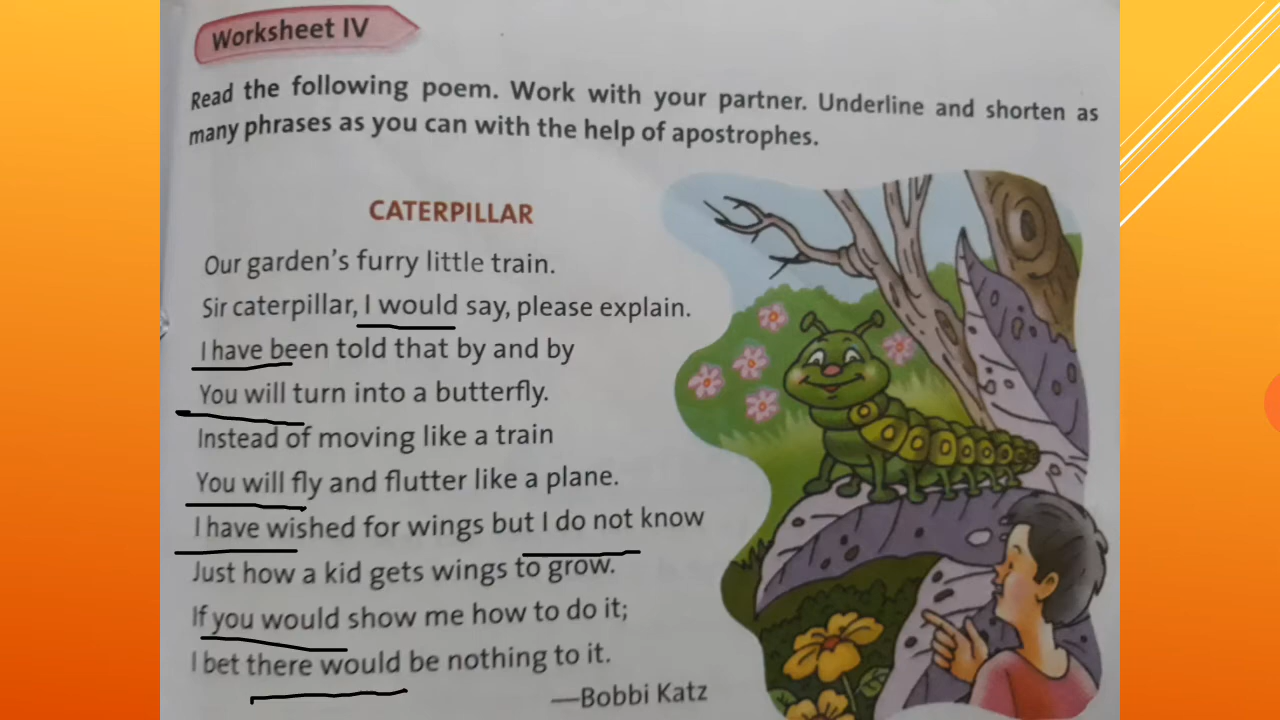 Worksheet IV
Read the following poem. Work with your partner. Underline and shorten as
many phrases as you can with the help of apostrophes.
CATERPILLAR
Our garden's furry little train.
Sir caterpillar, I would say, please explain.
I have been told that by and by
You will turn into a butterfly.
Instead of moving like a train
You will fly and flutter like a plane.
I have wished for wings but I do not know
Just how a kid gets wings to grow.
If you would show me how to do it;
I bet there would be nothing to it.
—Bobbi Katz